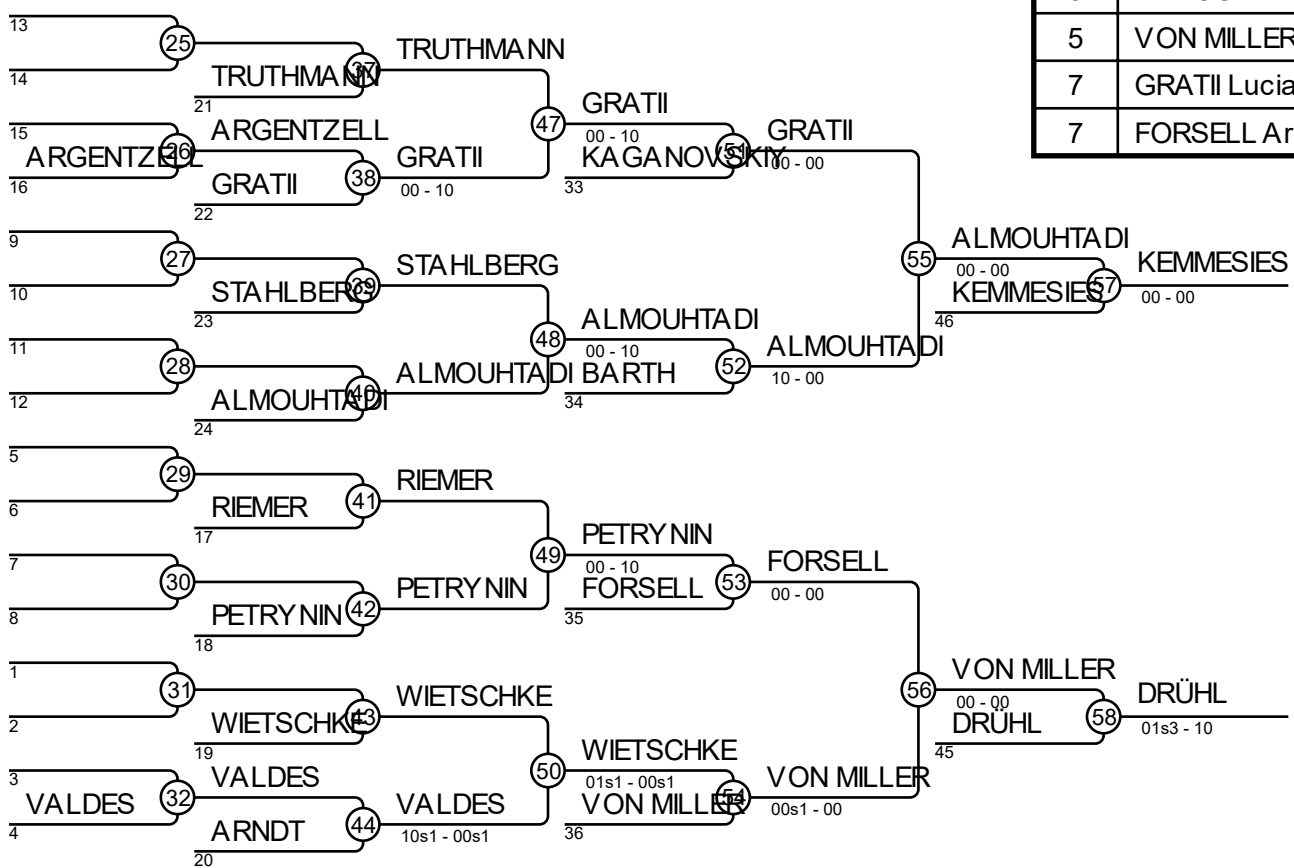 13
25
14
TRUTHMANN
37
21
TRUTHMANN
15
26
ARGENTZELL
16
ARGENTZELL
38
GRATII
22
GRATII
00 - 10
47
GRATII
00 - 10
KAGANOVSKIY
33
51
GRATII
00 - 00
9
27
10
STAHLBERG
39
23
STAHLBERG
11
28
12
ALMOUHTADI
40
24
ALMOUHTADI
48
ALMOUHTADI
00 - 10
BARTH
34
52
ALMOUHTADI
10 - 00
55
ALMOUHTADI
00 - 00
KEMMESIES
46
57
KEMMESIES
00 - 00
5
29
6
RIEMER
41
17
RIEMER
7
30
8
PETRYNIN
42
18
PETRYNIN
49
PETRYNIN
00 - 10
FORSELL
35
53
FORSELL
00 - 00
1
31
2
WIETSCHKE
43
19
WIETSCHKE
3
32
VALDES
4
VALDES
44
ARNDT
20
VALDES
10s1 - 00s1
50
WIETSCHKE
01s1 - 00s1
VON MILLER
36
54
VON MILLER
00s1 - 00
56
VON MILLER
00 - 00
DRÜHL
45
58
DRÜHL
01s3 - 10
5 VON MILLER
7 GRATII Lucia
7 FORSELL Ar